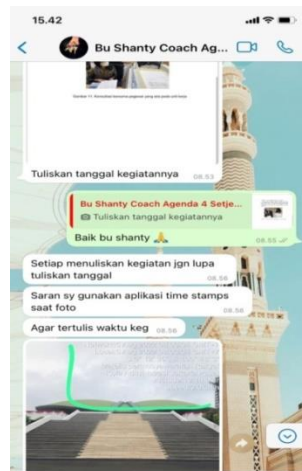 15.42
Bu Shanty Coach Ag...
Tuliskan tanggal kegiatannya
08.53
Bu Shanty Coach Agenda 4 Setje...
Tuliskan tanggal kegiatannya
Baik bu shanty 🙏
08.55
Setiap menuliskan kegiatan jgn lupa
tuliskan tanggal
08.56
Saran sy gunakan aplikasi time stamps
saat foto
08.56
Agar tertulis waktu keg
08.56